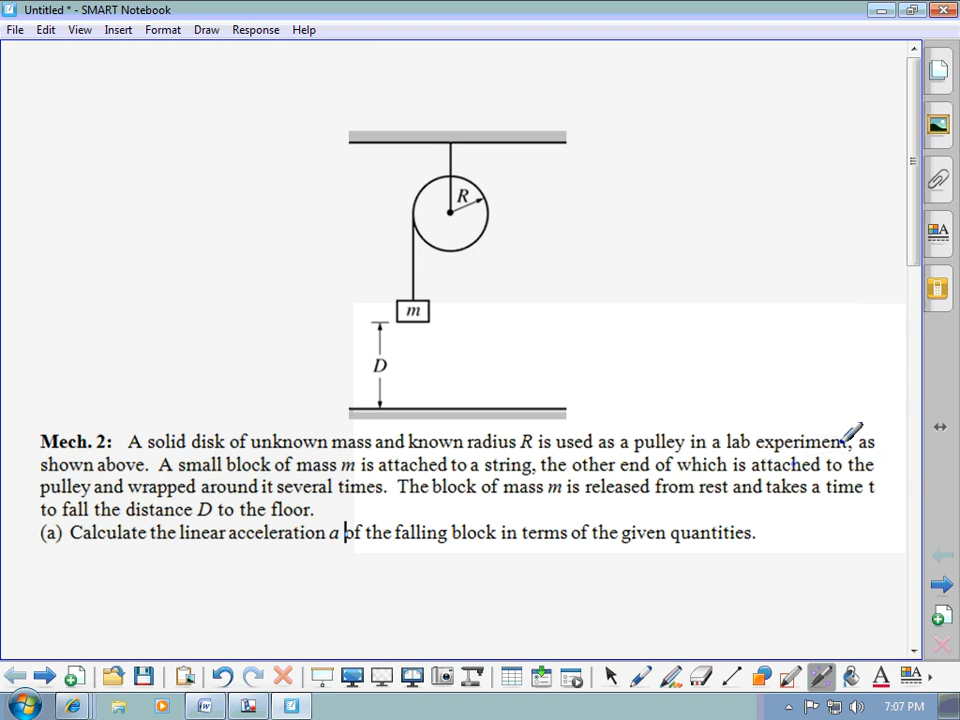 Untitled * - SMART Notebook
File Edit View Insert Format Draw Response Help
R
m
D
Mech. 2: A solid disk of unknown mass and known radius R is used as a pulley in a lab experiment, as
shown above. A small block of mass m is attached to a string, the other end of which is attached to the
pulley and wrapped around it several times. The block of mass m is released from rest and takes a time t
to fall the distance D to the floor.
(a) Calculate the linear acceleration a of the falling block in terms of the given quantities.
7:07 PM